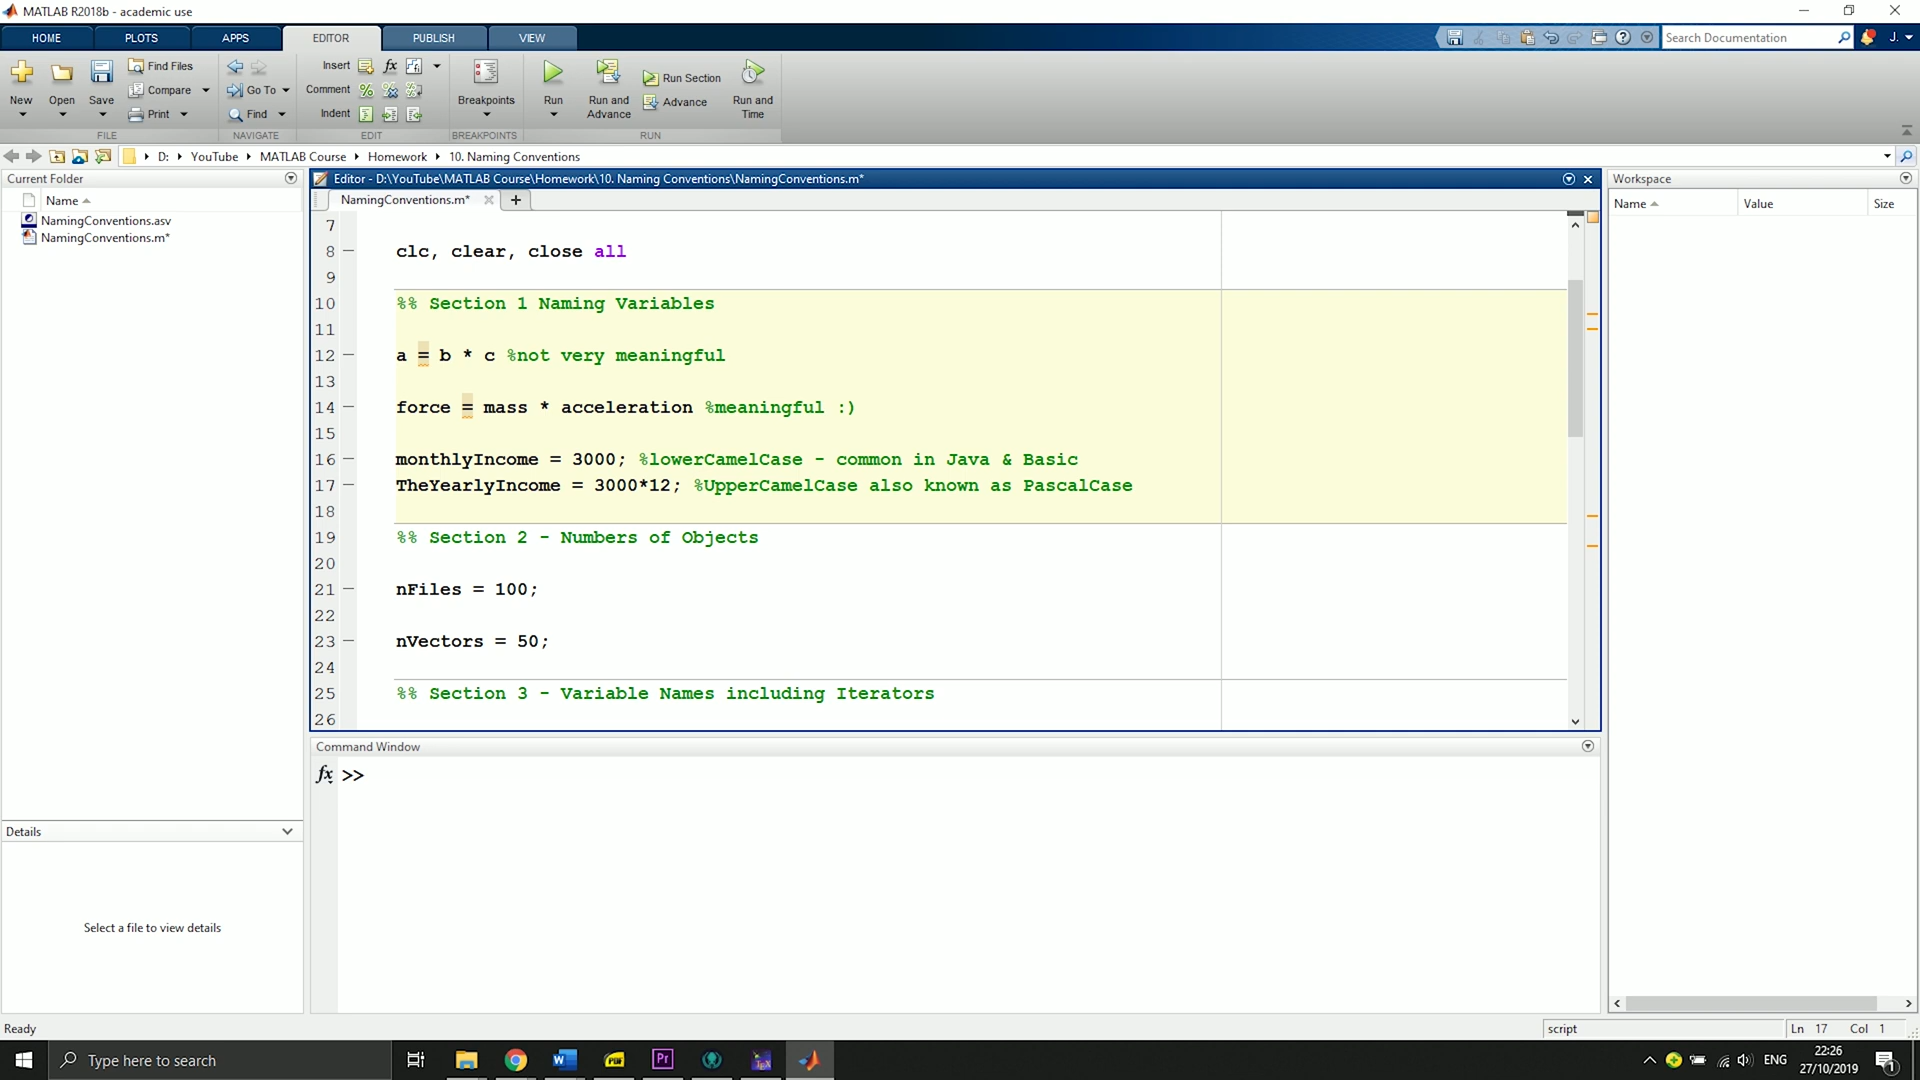 MATLAB R2018b - academic use
HOME PLOTS APPS EDITOR PUBLISH VIEW
Search Documentation
J.
New Open Save
Find Files
Compare
Print
FILE
Go To
Find
NAVIGATE
Insert fx
Comment
Indent
EDIT
Breakpoints
BREAKPOINTS
Run
Run and Advance
Run Section
Advance
Run and Time
RUN
D: YouTube MATLAB Course Homework 10. Naming Conventions
Current Folder
Name
NamingConventions.asv
NamingConventions.m*
Details
Select a file to view details
Editor - D:\YouTube\MATLAB Course\Homework\10. Naming Conventions\NamingConventions.m*
NamingConventions.m*
7
8 clc, clear, close all
9
10 %% Section 1 Naming Variables
11
12 a = b * c %not very meaningful
13
14 force = mass * acceleration %meaningful :)
15
16 monthlyIncome = 3000; %lowerCamelCase - common in Java & Basic
17 TheYearlyIncome = 3000*12; %UpperCamelCase also known as PascalCase
18
19 %% Section 2 - Numbers of Objects
20
21 nFiles = 100;
22
23 nVectors = 50;
24
25 %% Section 3 - Variable Names including Iterators
26
Command Window
fx >>
Workspace
Name Value Size
Ready
script
Ln 17 Col 1
Type here to search
W
PDF
Pr
TEX
ENG
22:26
27/10/2019
1